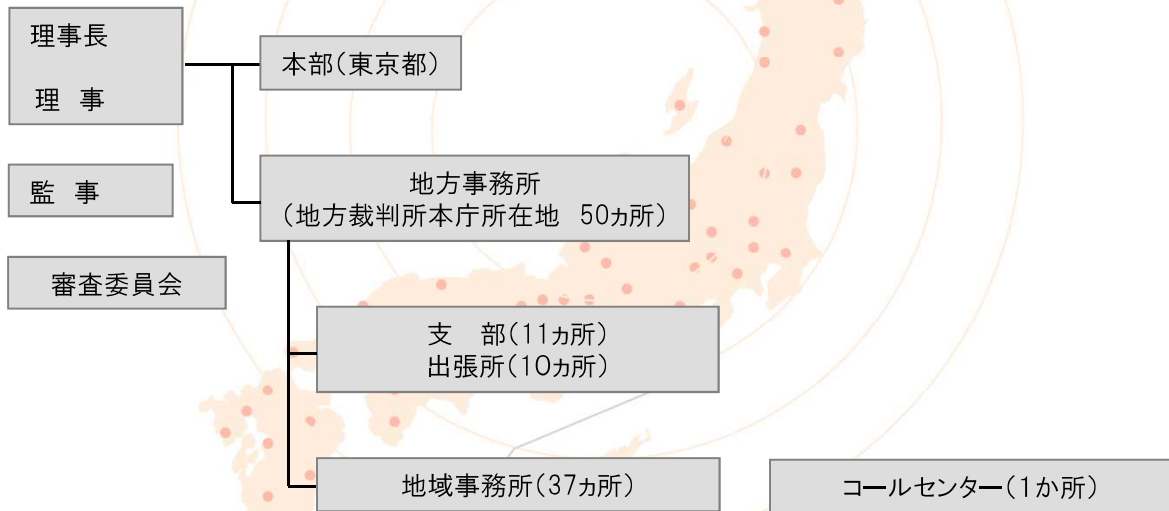 理事長
理　事
本部（東京都）
監　事
地方事務所
（地方裁判所本庁所在地　50ヵ所）
審査委員会
支　部（11ヵ所）
出張所（10ヵ所）
地域事務所（37ヵ所）
コールセンター（1か所）